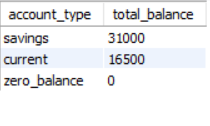 account_type total_balance
savings 31000
current 16500
zero_balance 0